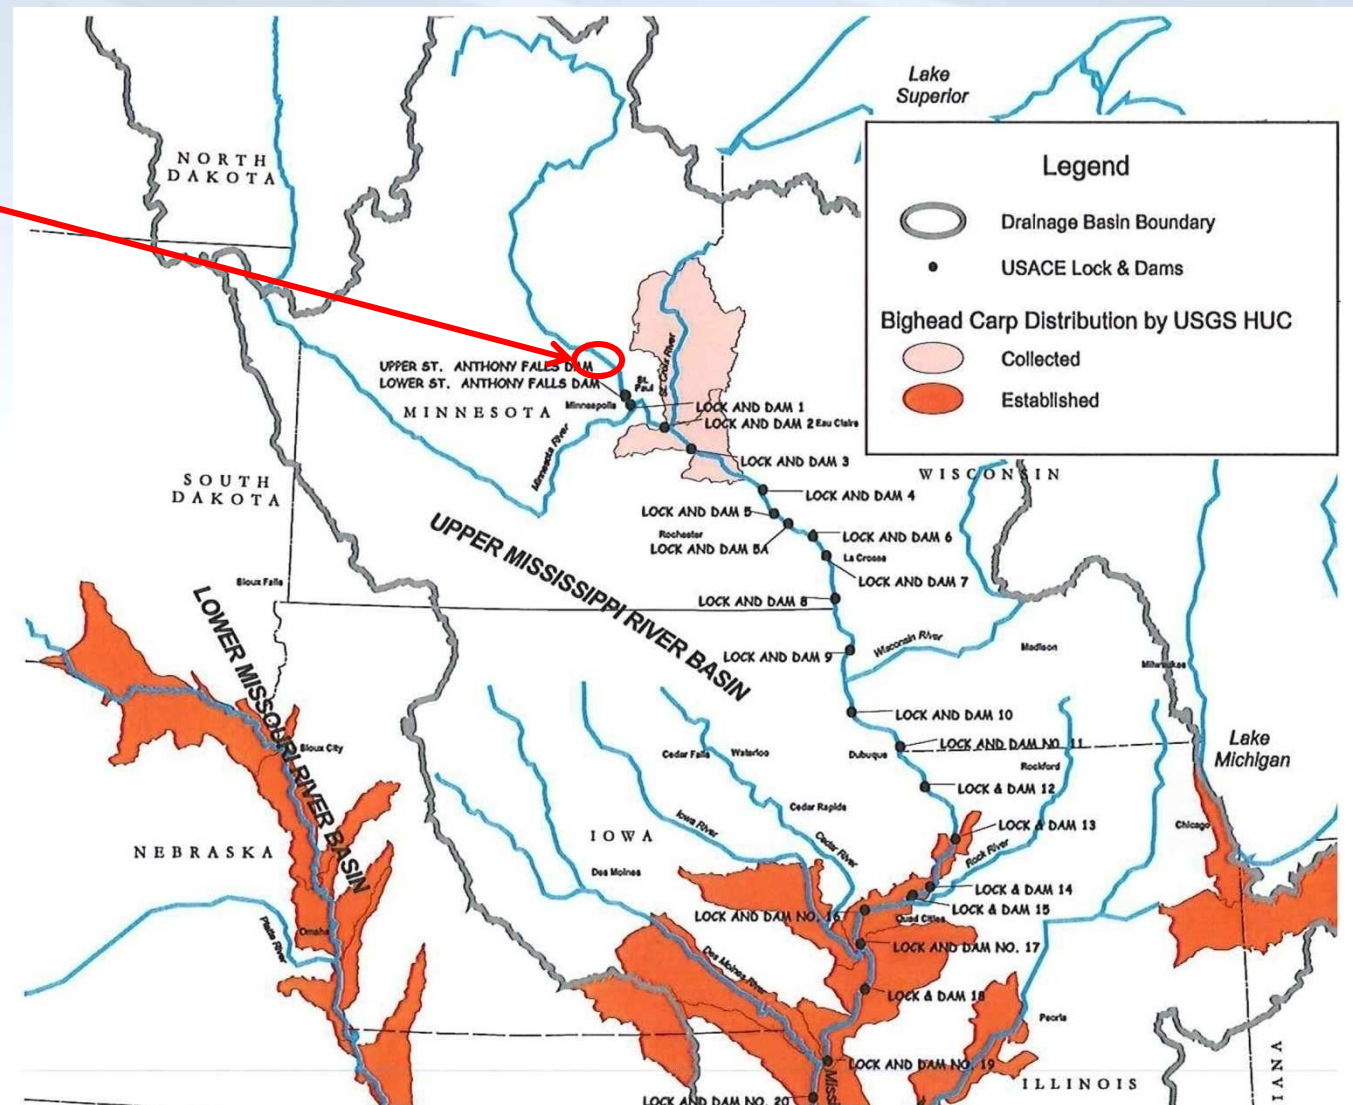 Lake
Superior
Legend
Drainage Basin Boundary
USACE Lock & Dams
Bighead Carp Distribution by USGS HUC
Collected
Established
NORTH
DAKOTA
UPPER ST. ANTHONY FALLS DAM
LOWER ST. ANTHONY FALLS DAM
St.
Paul
St. Croix River
Minneapolis
MINNESOTA
LOCK AND DAM 1
LOCK AND DAM 2
Eau Claire
Minnesota River
LOCK AND DAM 3
WISCONSIN
SOUTH
DAKOTA
LOCK AND DAM 4
LOCK AND DAM 5
Rochester
LOCK AND DAM 5A
LOCK AND DAM 6
La Crosse
LOCK AND DAM 7
UPPER MISSISSIPPI RIVER BASIN
Sioux Falls
LOCK AND DAM 8
LOWER MISSOURI RIVER BASIN
Wisconsin River
Madison
LOCK AND DAM 9
Milwaukee
LOCK AND DAM 10
LOCK AND DAM NO. 11
Lake
Michigan
Sioux City
Cedar Falls
Waterloo
Dubuque
Rockford
LOCK & DAM 12
Cedar Rapids
Iowa River
LOCK & DAM 13
Chicago
IOWA
Cedar River
Rock River
NEBRASKA
Des Moines
LOCK & DAM 14
LOCK & DAM 15
LOCK AND DAM NO. 16
Quad Cities
Platte River
Omaha
LOCK AND DAM NO. 17
Des Moines River
LOCK & DAM 18
Peoria
LOCK AND DAM NO. 19
ILLINOIS
IANA
Missi
LOCK AND DAM NO. 20